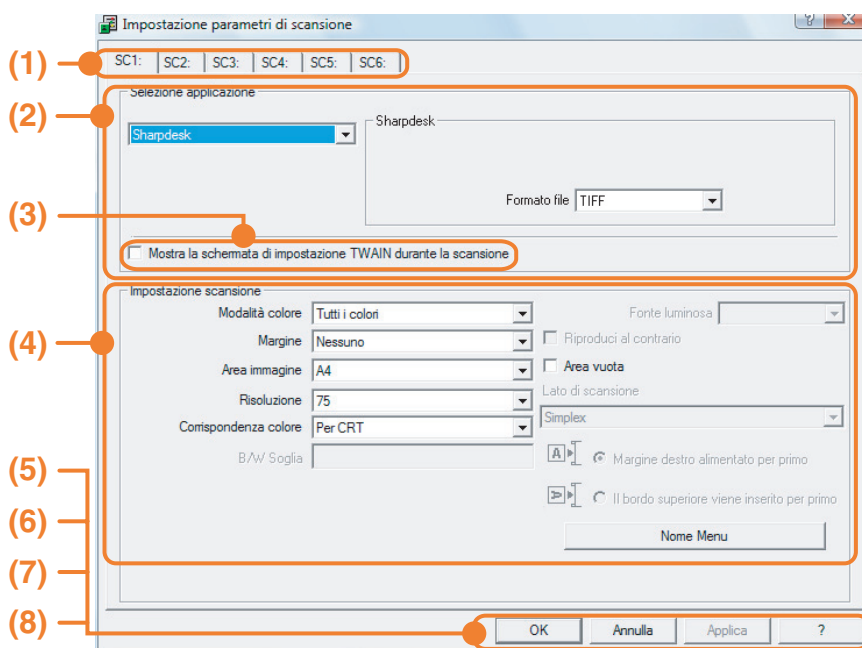 Impostazione parametri di scansione
? X
(1)
SC1: SC2: SC3: SC4: SC5: SC6:
(2)
Selezione applicazione
Sharpdesk
Sharpdesk
Formato file TIFF
(3)
Mostra la schermata di impostazione TWAIN durante la scansione
(4)
Impostazione scansione
Modalità colore Tutti i colori
Fonte luminosa
Margine Nessuno
Riproduci al contrario
Area immagine A4
Area vuota
Risoluzione 75
Lato di scansione
Simplex
Corrispondenza colore Per CRT
B/W Soglia
A Margine destro alimentato per primo
A Il bordo superiore viene inserito per primo
Nome Menu
(5)
(6)
(7)
(8)
OK Annulla Applica ?